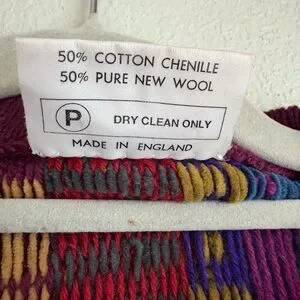 50% COTTON CHENILLE
50% PURE NEW WOOL
P DRY CLEAN ONLY
MADE IN ENGLAND